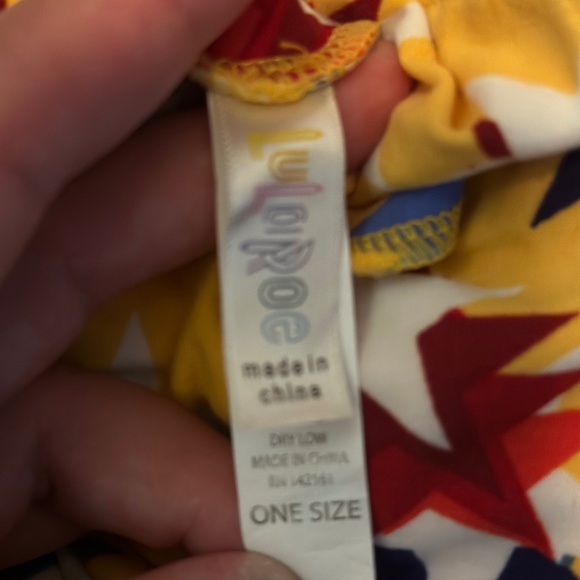 LuLaRoe
made in
china
DRY LOW
MADE IN CHINA
ONE SIZE